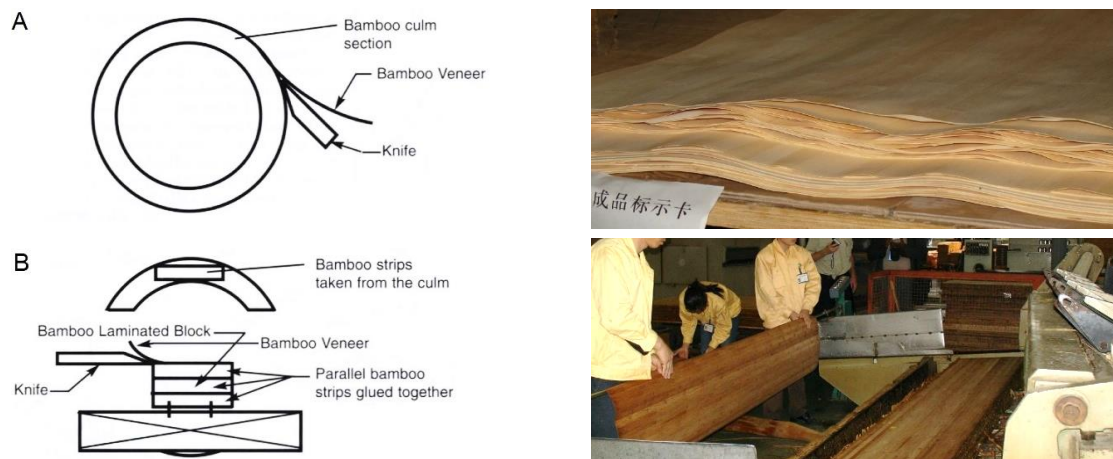 A
Bamboo culm
section
Bamboo Veneer
Knife
成品标示卡
B
Bamboo strips
taken from the culm
Bamboo Laminated Block
Bamboo Veneer
Knife
Parallel bamboo
strips glued together